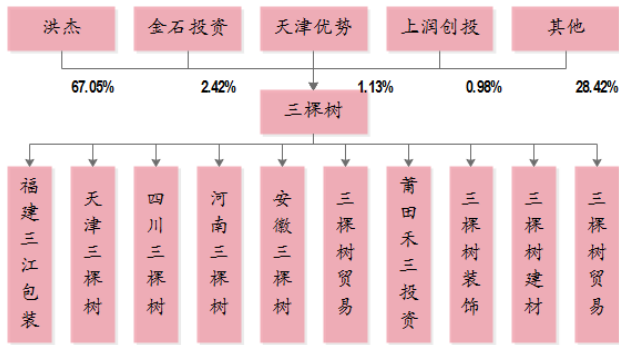 洪杰
金石投资
天津优势
上润创投
其他
67.05%
2.42%
1.13%
0.98%
28.42%
三棵树
福建三江包装
天津三棵树
四川三棵树
河南三棵树
安徽三棵树
三棵树贸易
莆田禾三投资
三棵树装饰
三棵树建材
三棵树贸易